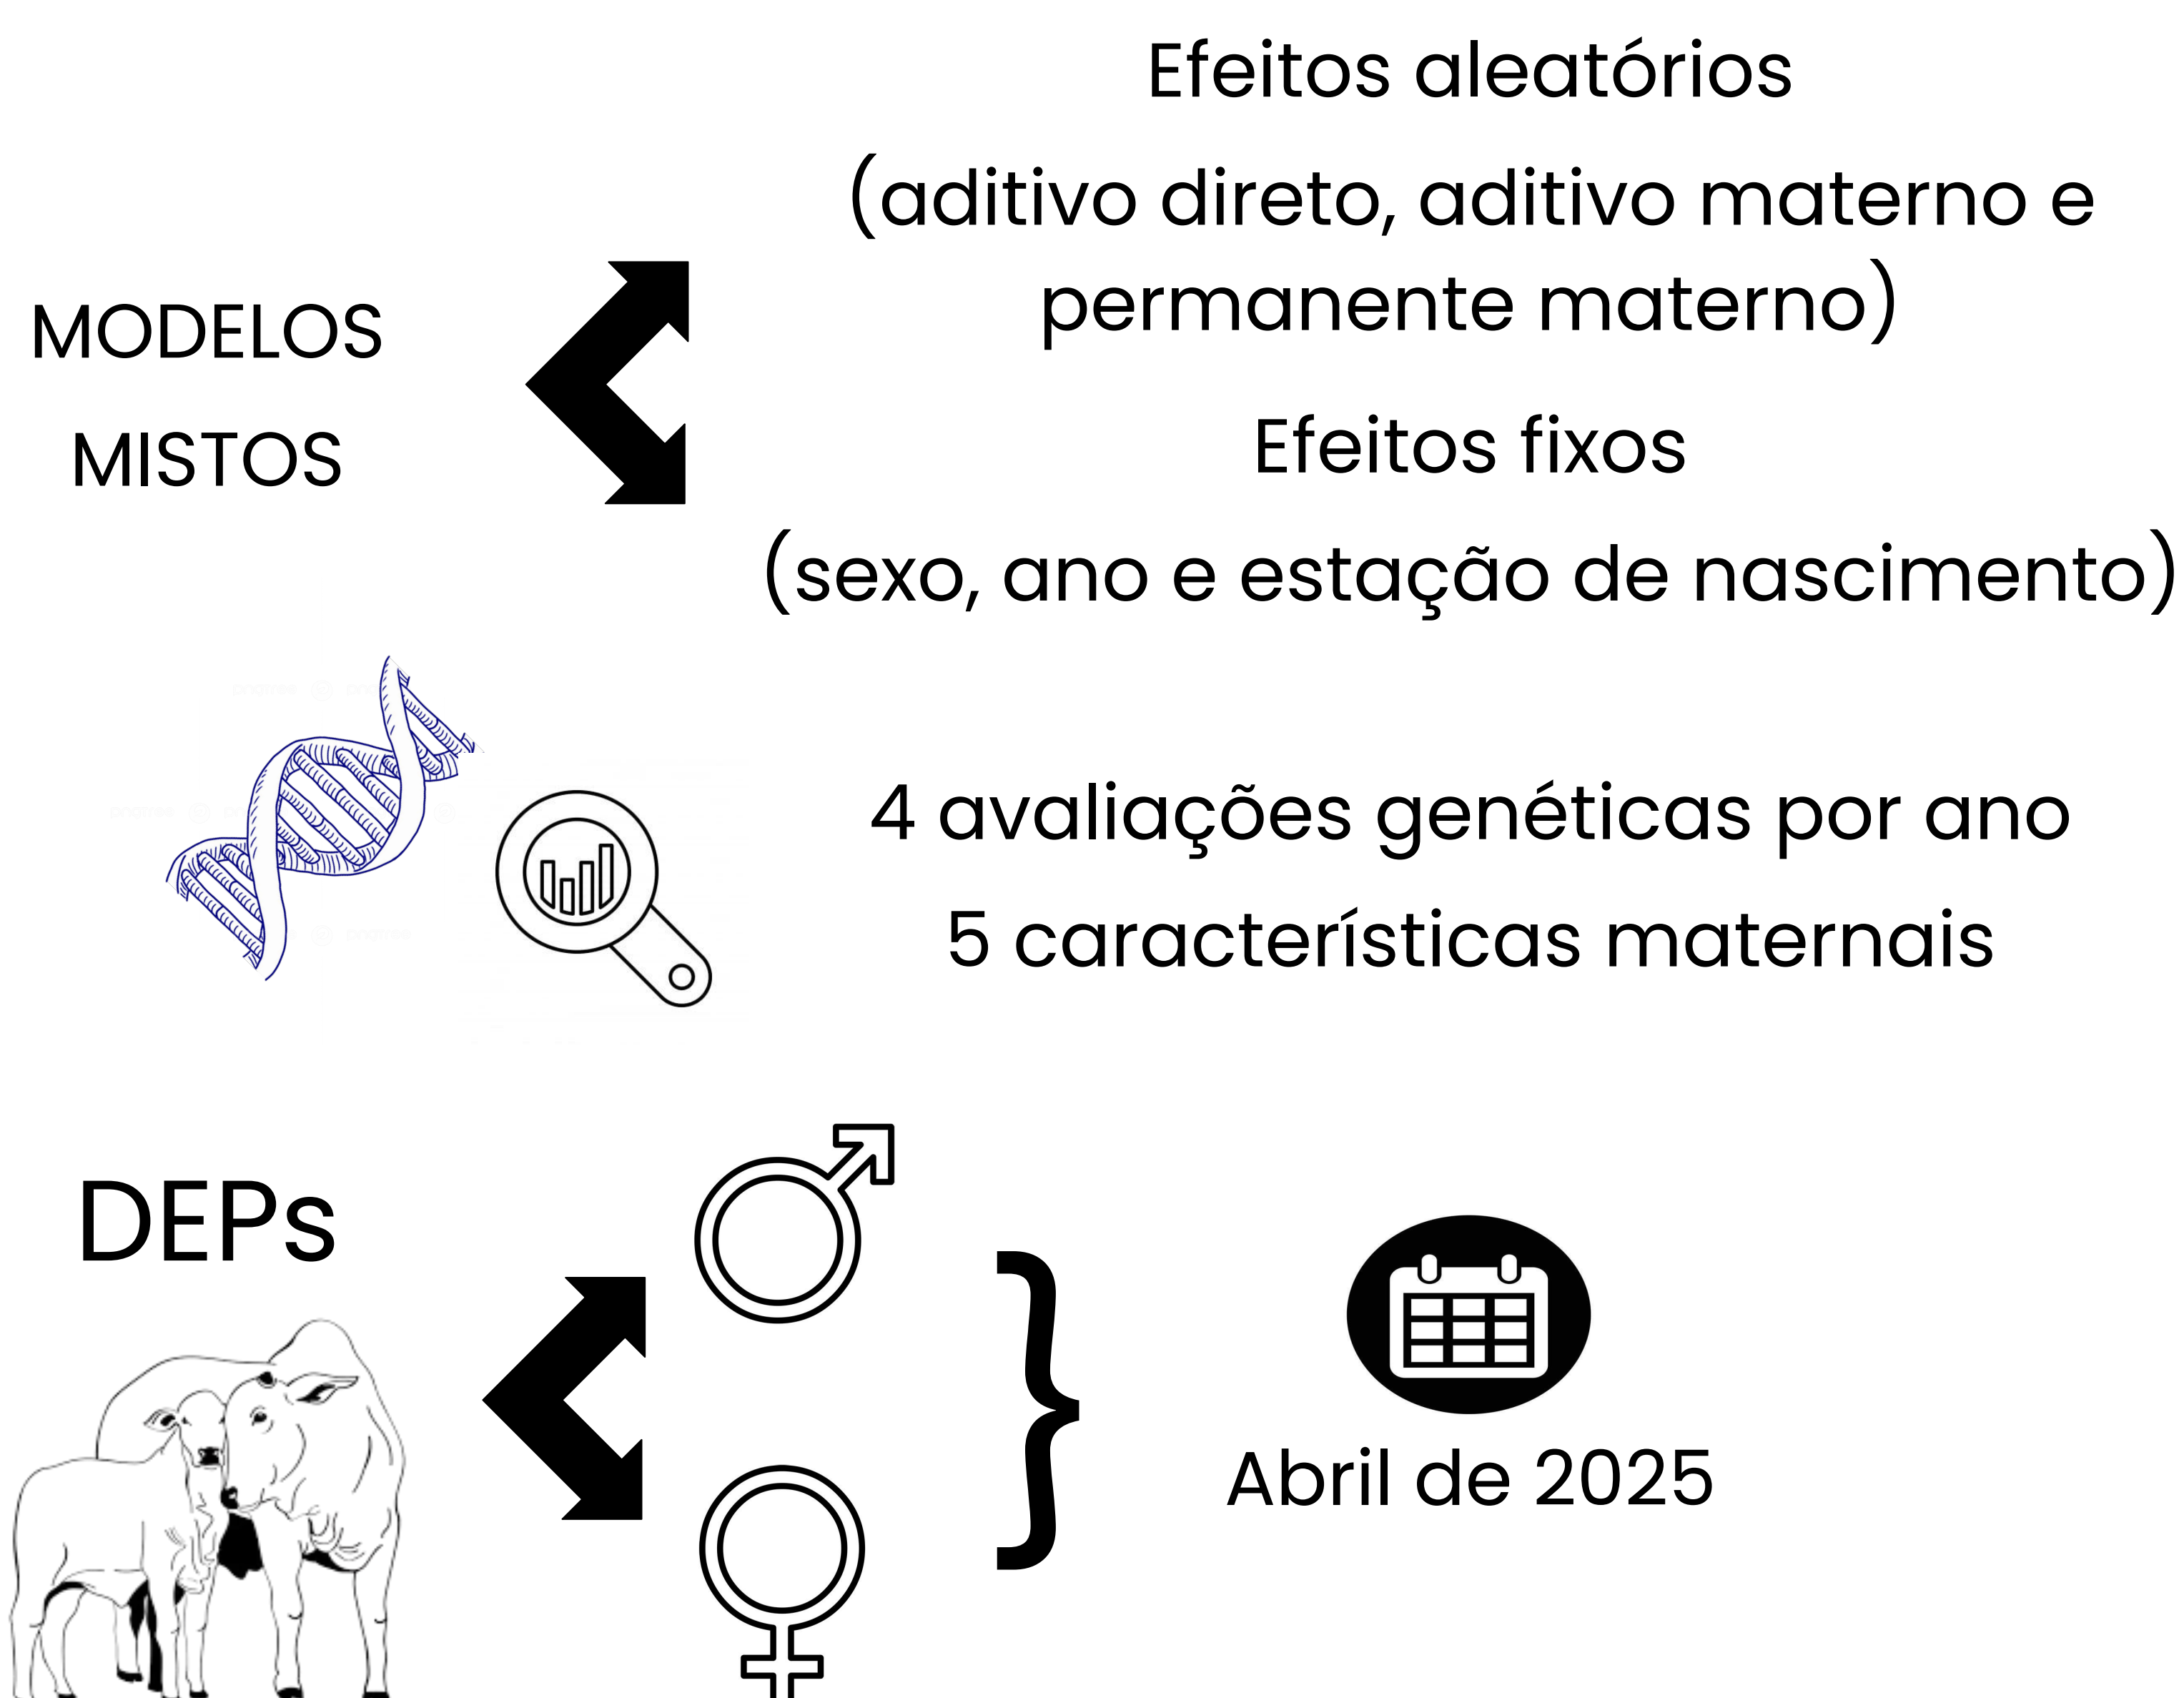 Efeitos aleatórios
(aditivo direto, aditivo materno e
permanente materno)
MODELOS
MISTOS
Efeitos fixos
(sexo, ano e estação de nascimento)
4 avaliações genéticas por ano
5 características maternais
DEPs
Abril de 2025